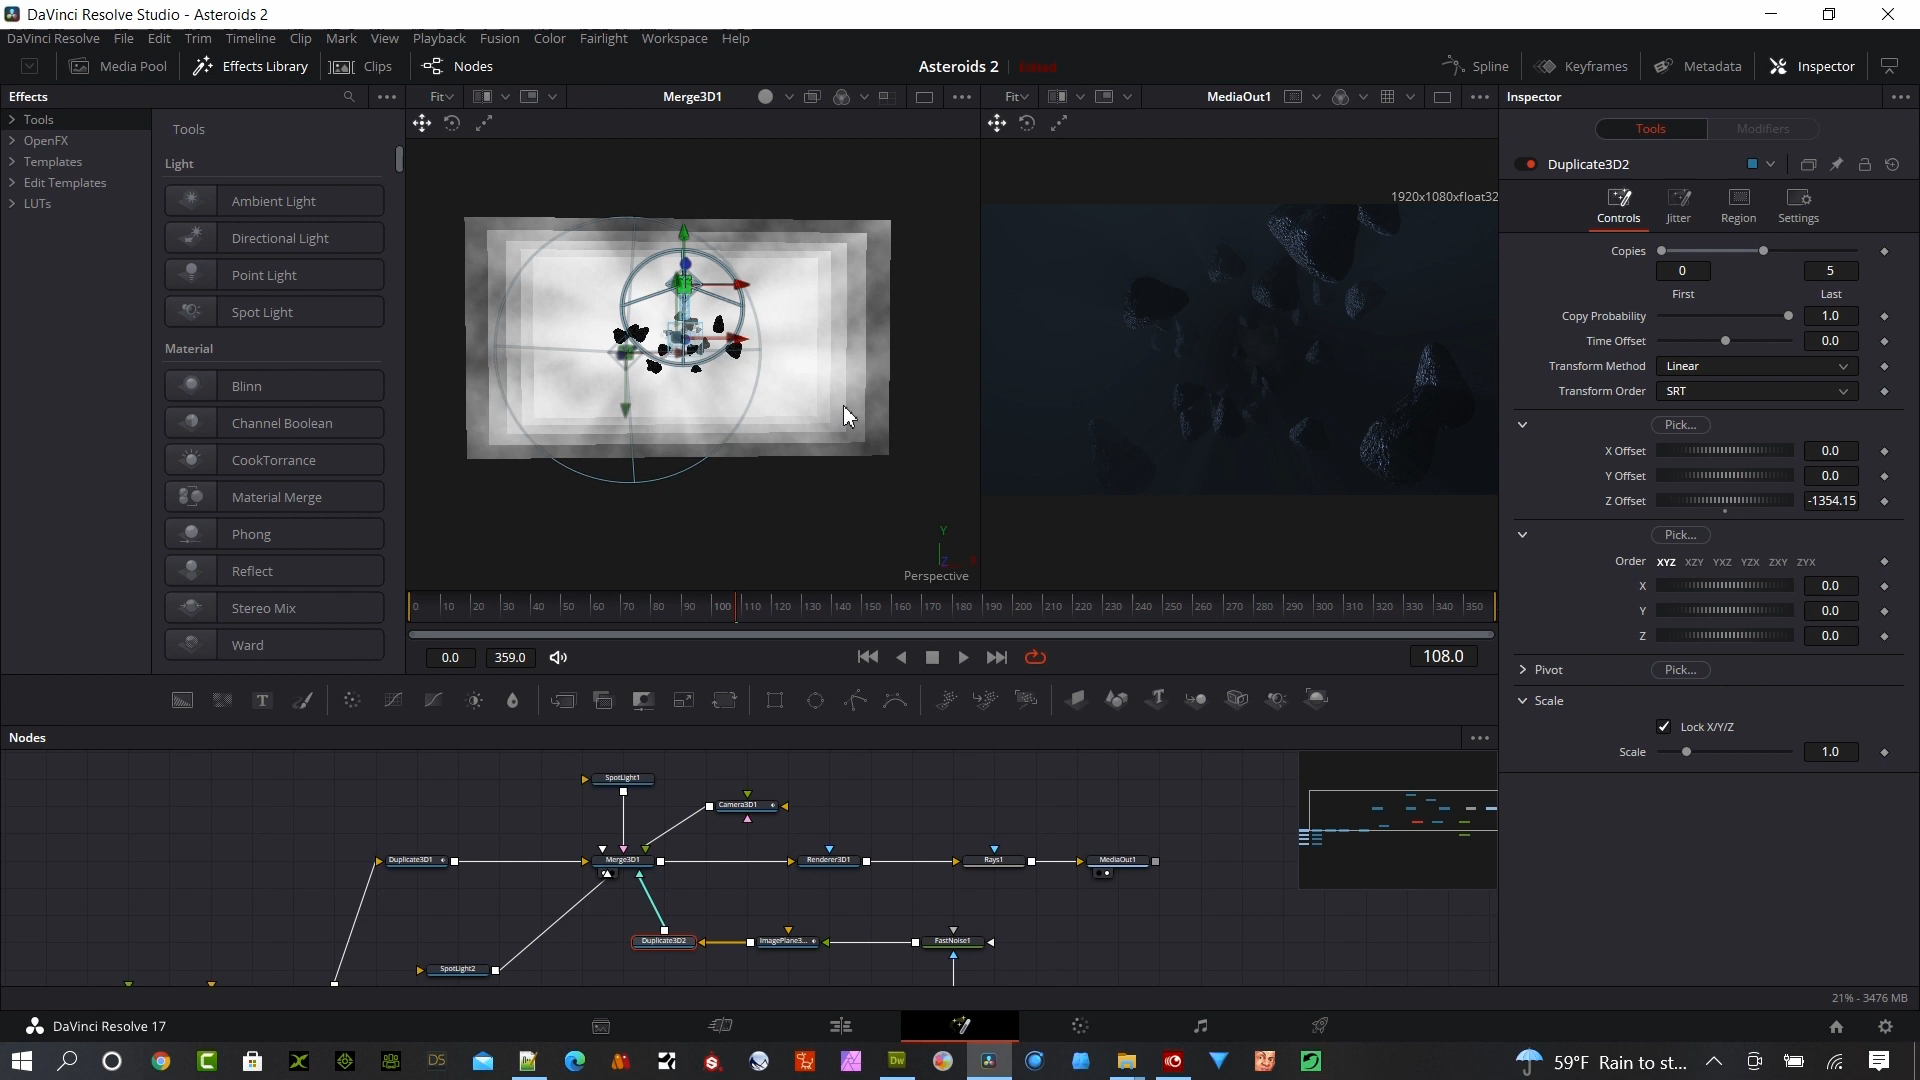 DaVinci Resolve Studio - Asteroids 2
DaVinci Resolve File Edit Trim Timeline Clip Mark View Playback Fusion Color Fairlight Workspace Help
Media Pool Effects Library Clips Nodes Asteroids 2 Edited Spline Keyframes Metadata Inspector
Effects Fit Merge3D1 Fit MediaOut1 Inspector
Tools
OpenFX
Templates
Edit Templates
LUTs
Tools
Light
Ambient Light
Directional Light
Point Light
Spot Light
Material
Blinn
Channel Boolean
CookTorrance
Material Merge
Phong
Reflect
Stereo Mix
Ward
Y
Z
Perspective
1920x1080xfloat32
Tools Modifiers
Duplicate3D2
Controls Jitter Region Settings
Copies
0 5
First Last
Copy Probability 1.0
Time Offset 0.0
Transform Method Linear
Transform Order SRT
Pick...
X Offset 0.0
Y Offset 0.0
Z Offset -1354.15
Pick...
Order XYZ XZY YXZ YZX ZXY ZYX
X 0.0
Y 0.0
Z 0.0
Pivot Pick...
Scale
Lock X/Y/Z
Scale 1.0
0 10 20 30 40 50 60 70 80 90 100 110 120 130 140 150 160 170 180 190 200 210 220 230 240 250 260 270 280 290 300 310 320 330 340 350
0.0 359.0 108.0
Nodes
SpotLight1
Camera3D1
Duplicate3D1 Merge3D1 Renderer3D1 Rays1 MediaOut1
Duplicate3D2 ImagePlane3... FastNoise1
SpotLight2
21% - 3476 MB
DaVinci Resolve 17
59°F Rain to st...